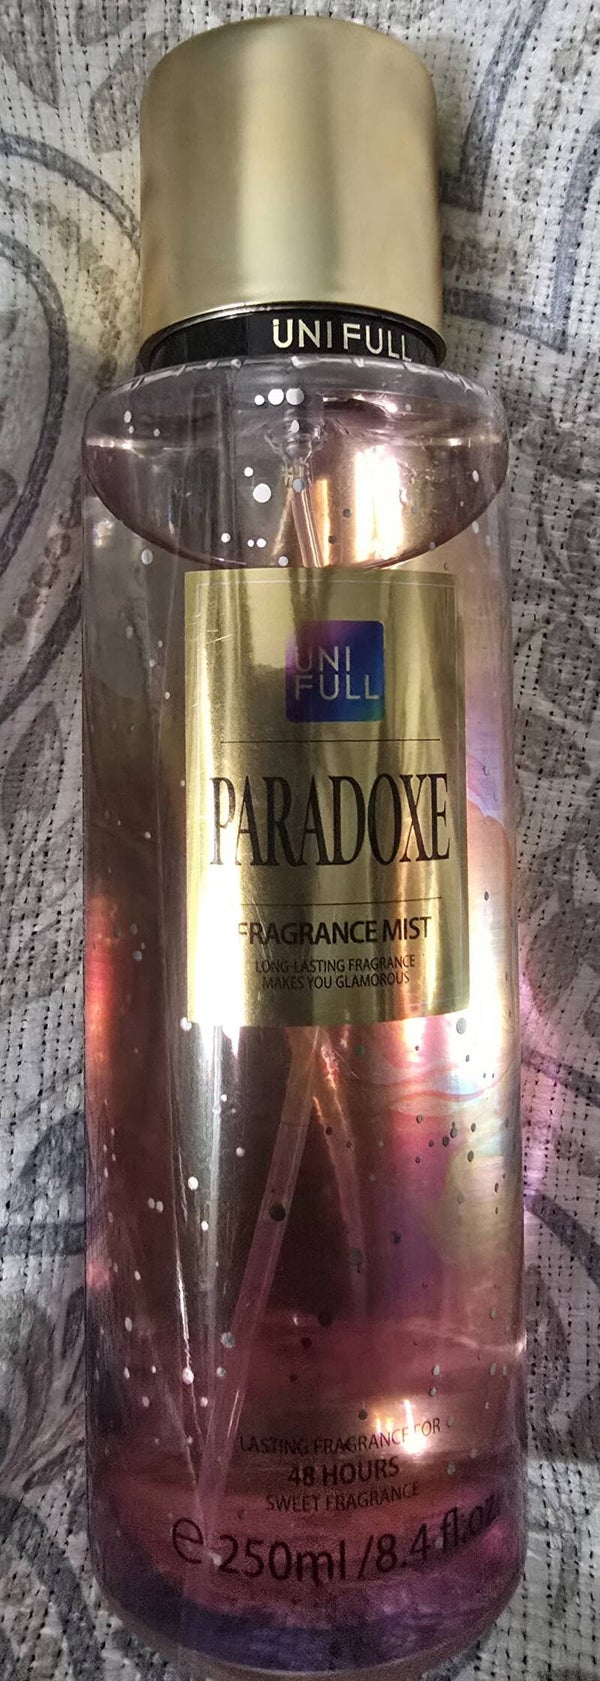 UNIFULL
UNI
FULL
PARADOXE
FRAGRANCE MIST
LONG-LASTING FRAGRANCE
MAKES YOU GLAMOROUS
LASTING FRAGRANCE FOR
48 HOURS
SWEET FRAGRANCE
e 250ml /8.4 fl.oz.